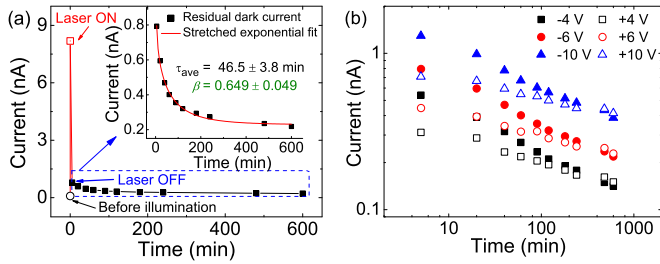 (a)
Laser ON
Current (nA)
9
6
3
0
0 100 200 300 400 500 600
Time (min)
Laser OFF
Before illumination
Residual dark current
Stretched exponential fit
τave = 46.5 ± 3.8 min
β = 0.649 ± 0.049
Current (nA)
0.8
0.6
0.4
0.2
0 200 400 600
Time (min)
(b)
-4 V +4 V
-6 V +6 V
-10 V +10 V
Current (nA)
1
0.1
10 100 1000
Time (min)